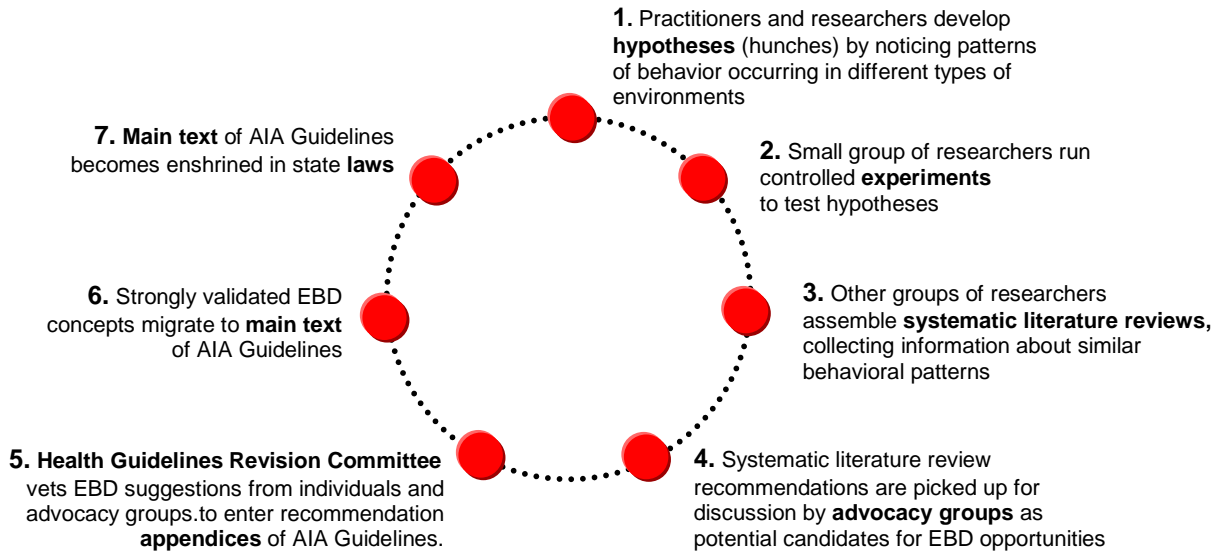 1. Practitioners and researchers develop
hypotheses (hunches) by noticing patterns
of behavior occurring in different types of
environments
2. Small group of researchers run
controlled experiments
to test hypotheses
3. Other groups of researchers
assemble systematic literature reviews,
collecting information about similar
behavioral patterns
4. Systematic literature review
recommendations are picked up for
discussion by advocacy groups as
potential candidates for EBD opportunities
5. Health Guidelines Revision Committee
vets EBD suggestions from individuals and
advocacy groups.to enter recommendation
appendices of AIA Guidelines.
6. Strongly validated EBD
concepts migrate to main text
of AIA Guidelines
7. Main text of AIA Guidelines
becomes enshrined in state laws